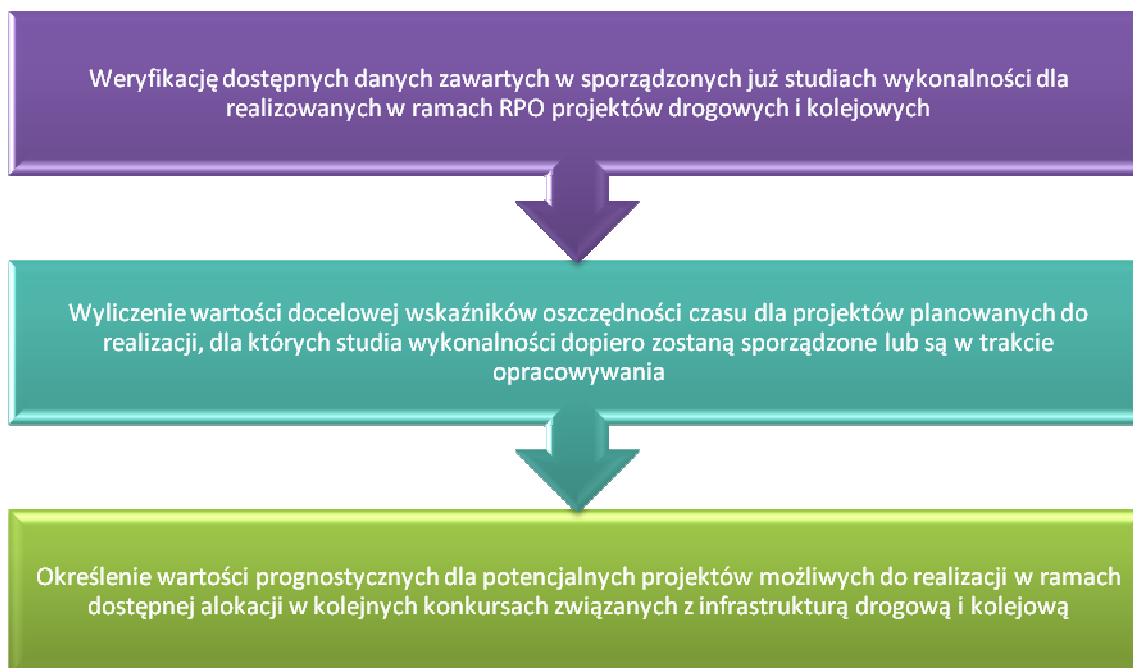 Weryfikację dostępnych danych zawartych w sporządzonych już studiach wykonalności dla
realizowanych w ramach RPO projektów drogowych i kolejowych
Wyliczenie wartości docelowej wskaźników oszczędności czasu dla projektów planowanych do
realizacji, dla których studia wykonalności dopiero zostaną sporządzone lub są w trakcie
opracowywania
Określenie wartości prognostycznych dla potencjalnych projektów możliwych do realizacji w ramach
dostępnej alokacji w kolejnych konkursach związanych z infrastrukturą drogową i kolejową